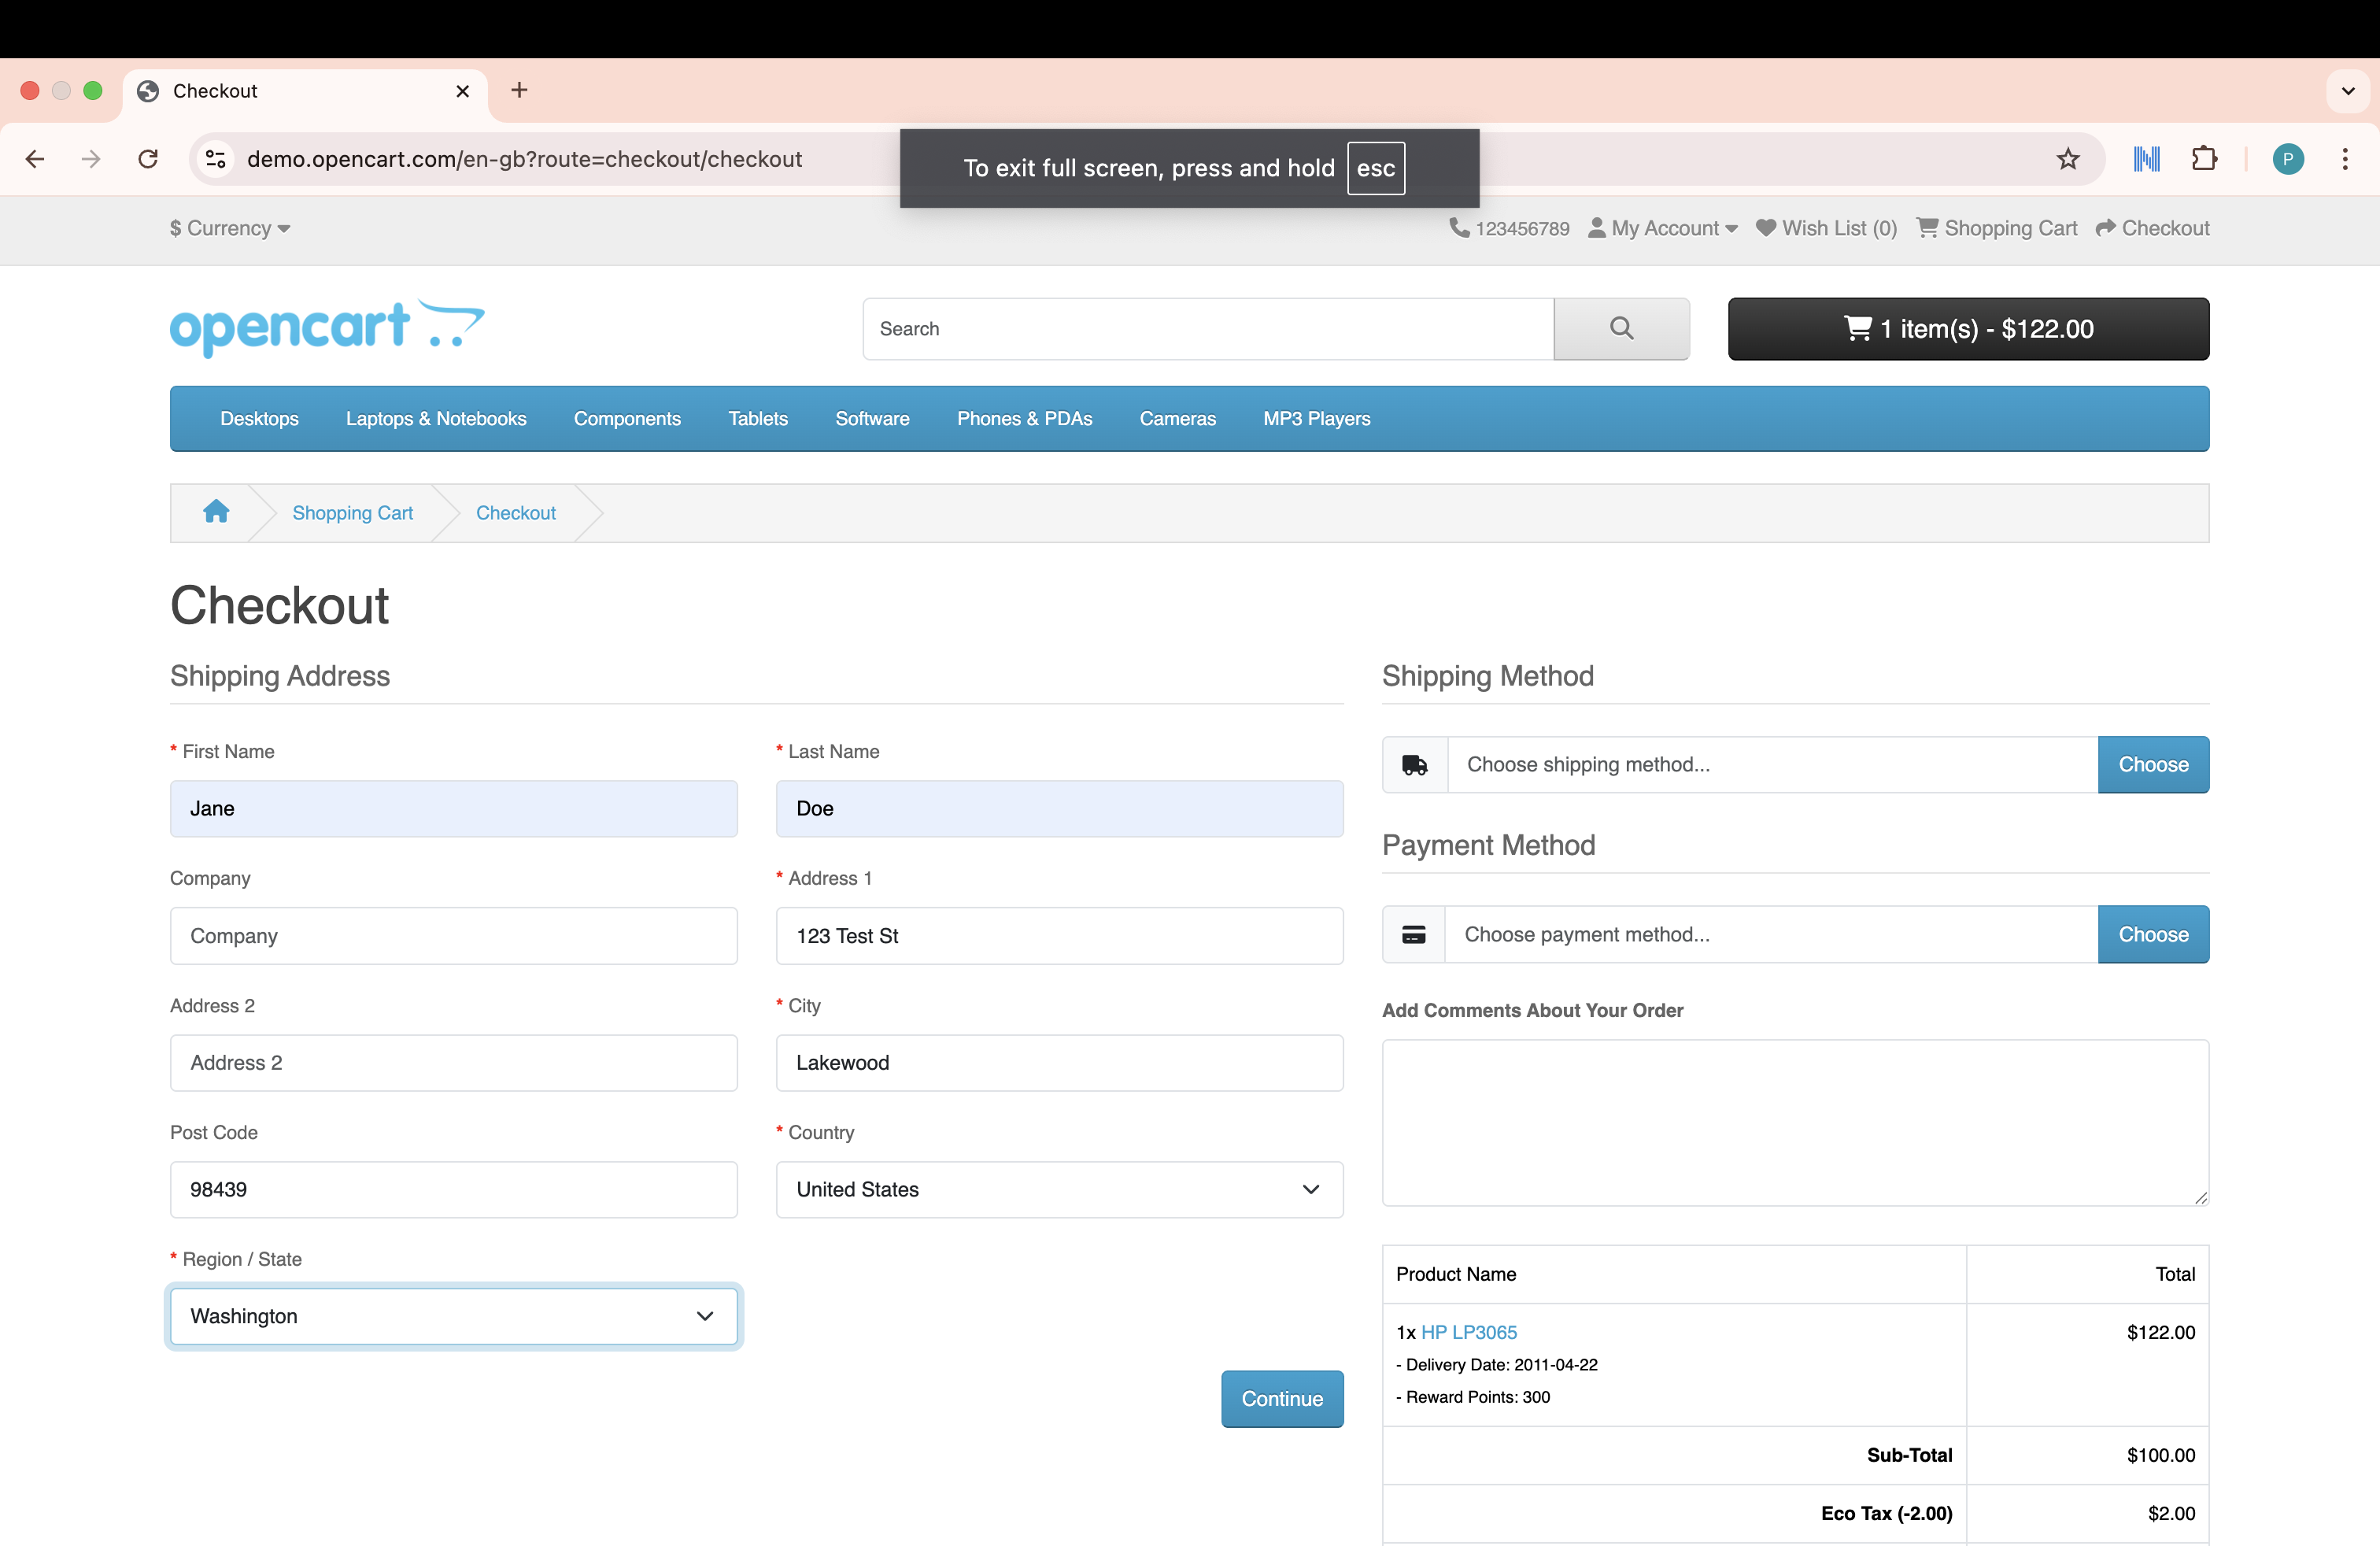 Checkout
demo.opencart.com/en-gb?route=checkout/checkout
To exit full screen, press and hold esc
P
$ Currency
123456789 My Account Wish List (0) Shopping Cart Checkout
opencart
Search
1 item(s) - $122.00
Desktops Laptops & Notebooks Components Tablets Software Phones & PDAs Cameras MP3 Players
Shopping Cart Checkout
Checkout
Shipping Address
* First Name
Jane
* Last Name
Doe
Company
Company
* Address 1
123 Test St
Address 2
Address 2
* City
Lakewood
Post Code
98439
* Country
United States
* Region / State
Washington
Continue
Shipping Method
Choose shipping method... Choose
Payment Method
Choose payment method... Choose
Add Comments About Your Order
Product Name Total
1x HP LP3065 $122.00
- Delivery Date: 2011-04-22
- Reward Points: 300
Sub-Total $100.00
Eco Tax (-2.00) $2.00